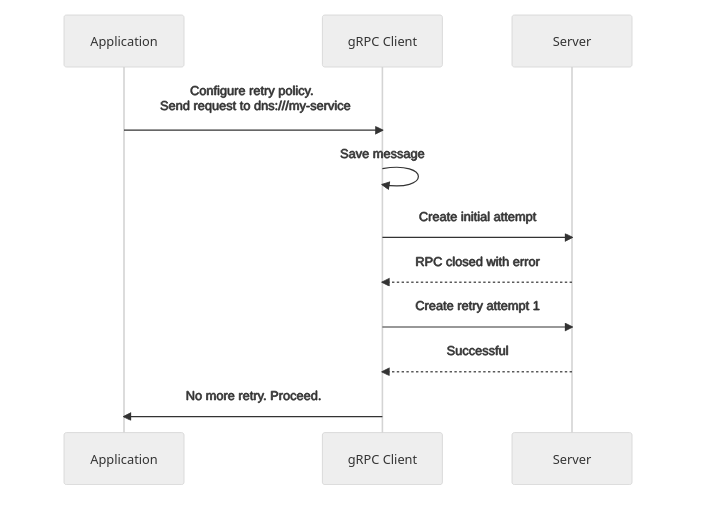 Application
gRPC Client
Server
Configure retry policy.
Send request to dns:///my-service
Save message
Create initial attempt
RPC closed with error
Create retry attempt 1
Successful
No more retry. Proceed.
Application
gRPC Client
Server